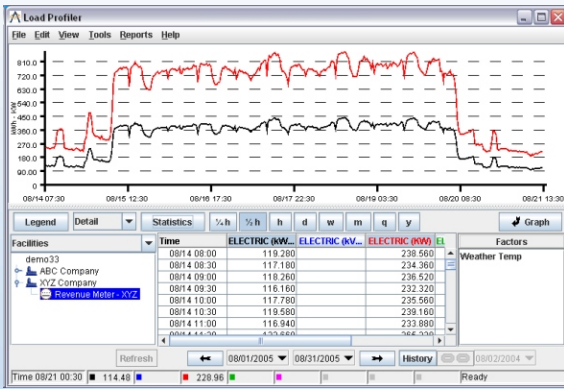 Load Profiler
File Edit View Tools Reports Help
810.0
720.0
630.0
540.0
450.0
360.0
270.0
180.0
90.00
0
kWh, kW
08/14 07:30 08/15 12:30 08/16 17:30 08/17 22:30 08/19 03:30 08/20 08:30 08/21 13:30
Legend Detail Statistics ¼ h ½ h h d w m q y Graph
Facilities Time ELECTRIC (kW... ELECTRIC (kV... ELECTRIC (KW) EL Factors
demo33
ABC Company
XYZ Company
Revenue Meter - XYZ
08/14 08:00 119.280 238.560
08/14 08:30 117.180 234.360
08/14 09:00 118.260 236.520
08/14 09:30 116.160 232.320
08/14 10:00 117.780 235.560
08/14 10:30 119.580 239.160
08/14 11:00 116.940 233.880
Weather Temp
Refresh 08/01/2005 08/31/2005 History 08/02/2004
Time 08/21 00:30 114.48 228.96 Ready